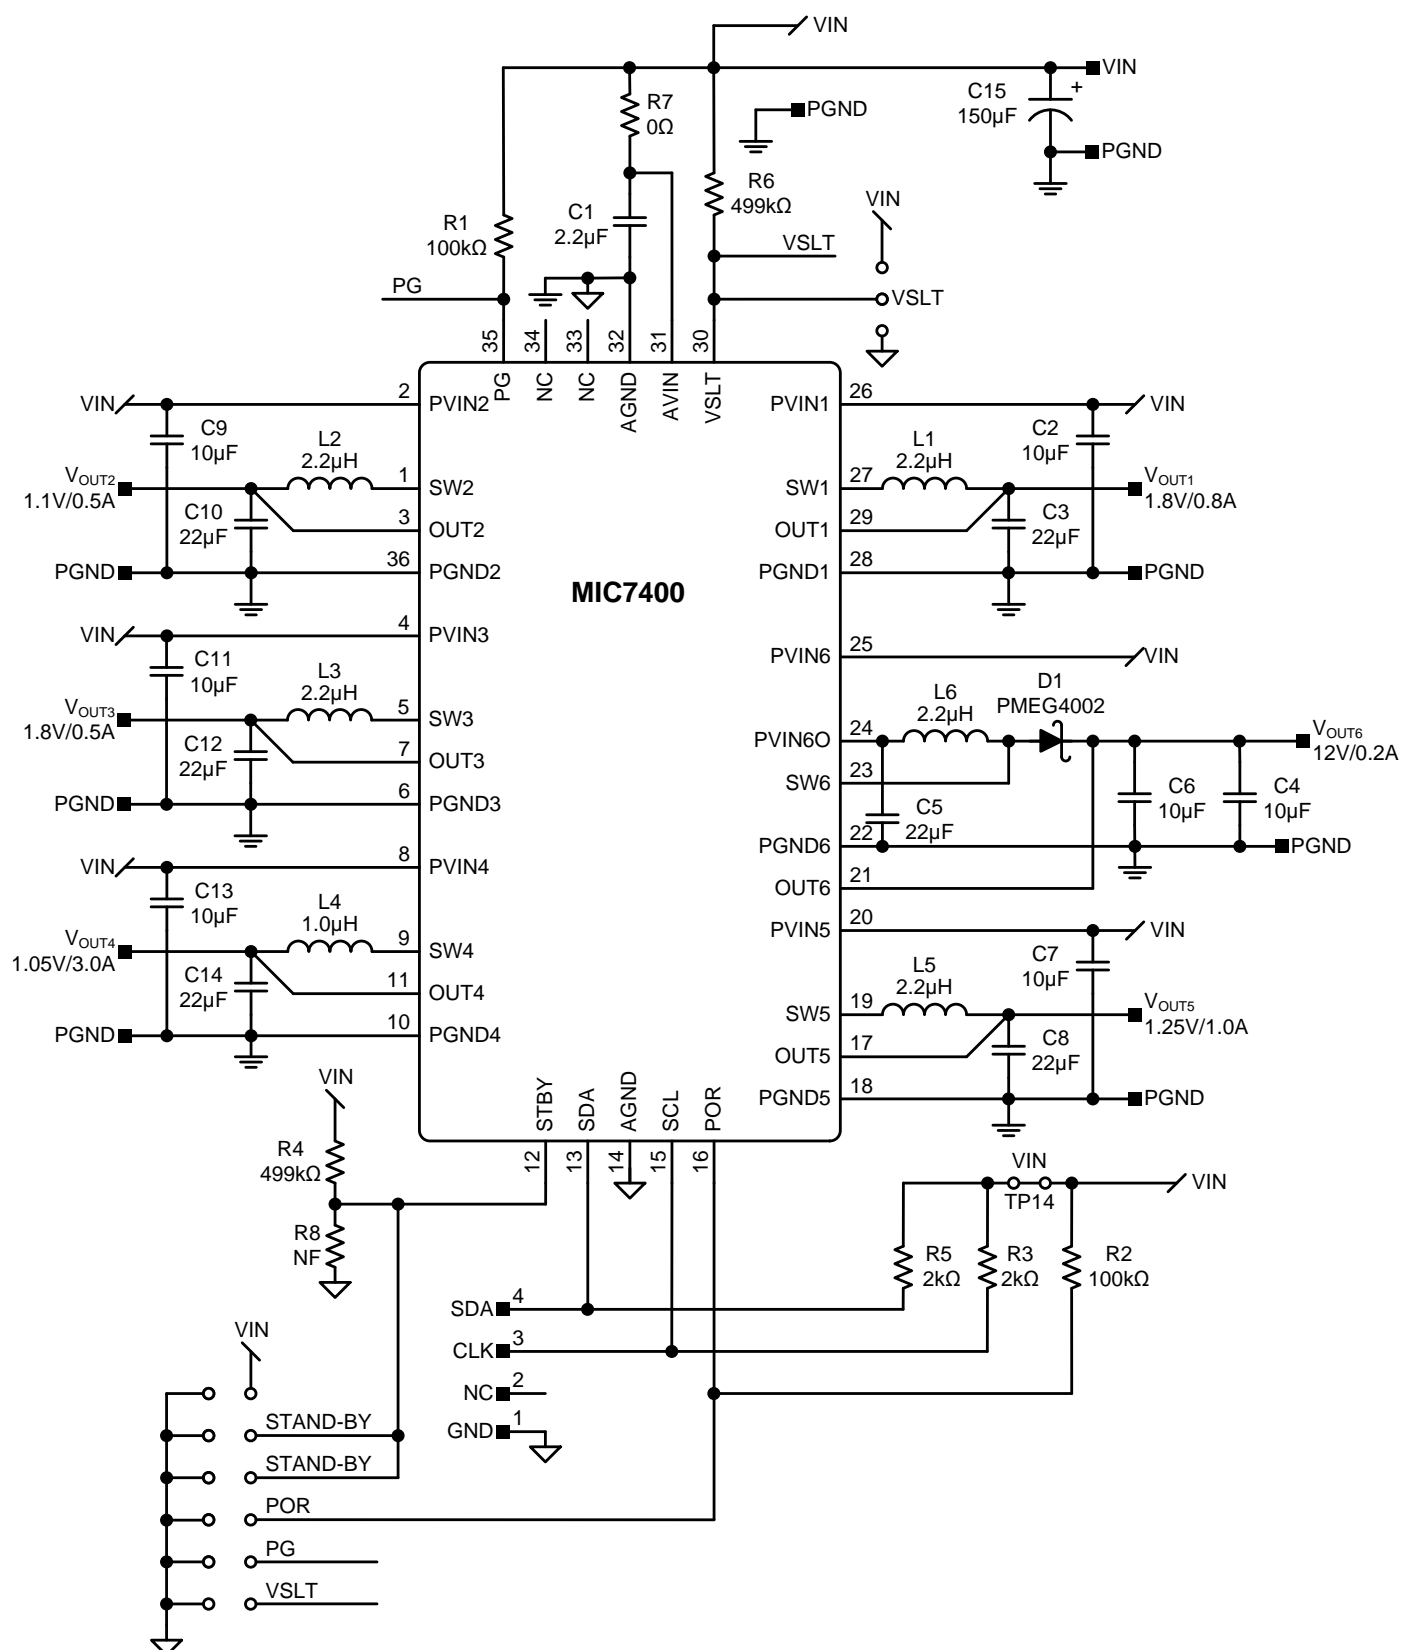 VIN
VIN
C15
150µF
+
PGND
PGND
R7
0Ω
R6
499kΩ
R1
100kΩ
C1
2.2µF
VIN
VSLT
VSLT
PG
35
34
33
32
31
30
PG
NC
NC
AGND
AVIN
VSLT
MIC7400
VIN
2
PVIN2
C9
10µF
L2
2.2µH
VOUT2
1.1V/0.5A
1
SW2
C10
22µF
3
OUT2
PGND
36
PGND2
VIN
4
PVIN3
C11
10µF
L3
2.2µH
VOUT3
1.8V/0.5A
5
SW3
C12
22µF
7
OUT3
PGND
6
PGND3
VIN
8
PVIN4
C13
10µF
L4
1.0µH
VOUT4
1.05V/3.0A
9
SW4
C14
22µF
11
OUT4
PGND
10
PGND4
PVIN1
26
VIN
C2
10µF
L1
2.2µH
SW1
27
VOUT1
1.8V/0.8A
OUT1
29
C3
22µF
PGND1
28
PGND
PVIN6
25
VIN
D1
PMEG4002
L6
2.2µH
PVIN6O
24
VOUT6
12V/0.2A
SW6
23
C5
22µF
C6
10µF
C4
10µF
PGND6
22
PGND
OUT6
21
PVIN5
20
VIN
C7
10µF
L5
2.2µH
SW5
19
VOUT5
1.25V/1.0A
OUT5
17
C8
22µF
PGND5
18
PGND
STBY
SDA
AGND
SCL
POR
12
13
14
15
16
VIN
R4
499kΩ
R8
NF
VIN
TP14
VIN
R5
2kΩ
R3
2kΩ
R2
100kΩ
SDA
4
CLK
3
NC
2
GND
1
VIN
STAND-BY
STAND-BY
POR
PG
VSLT